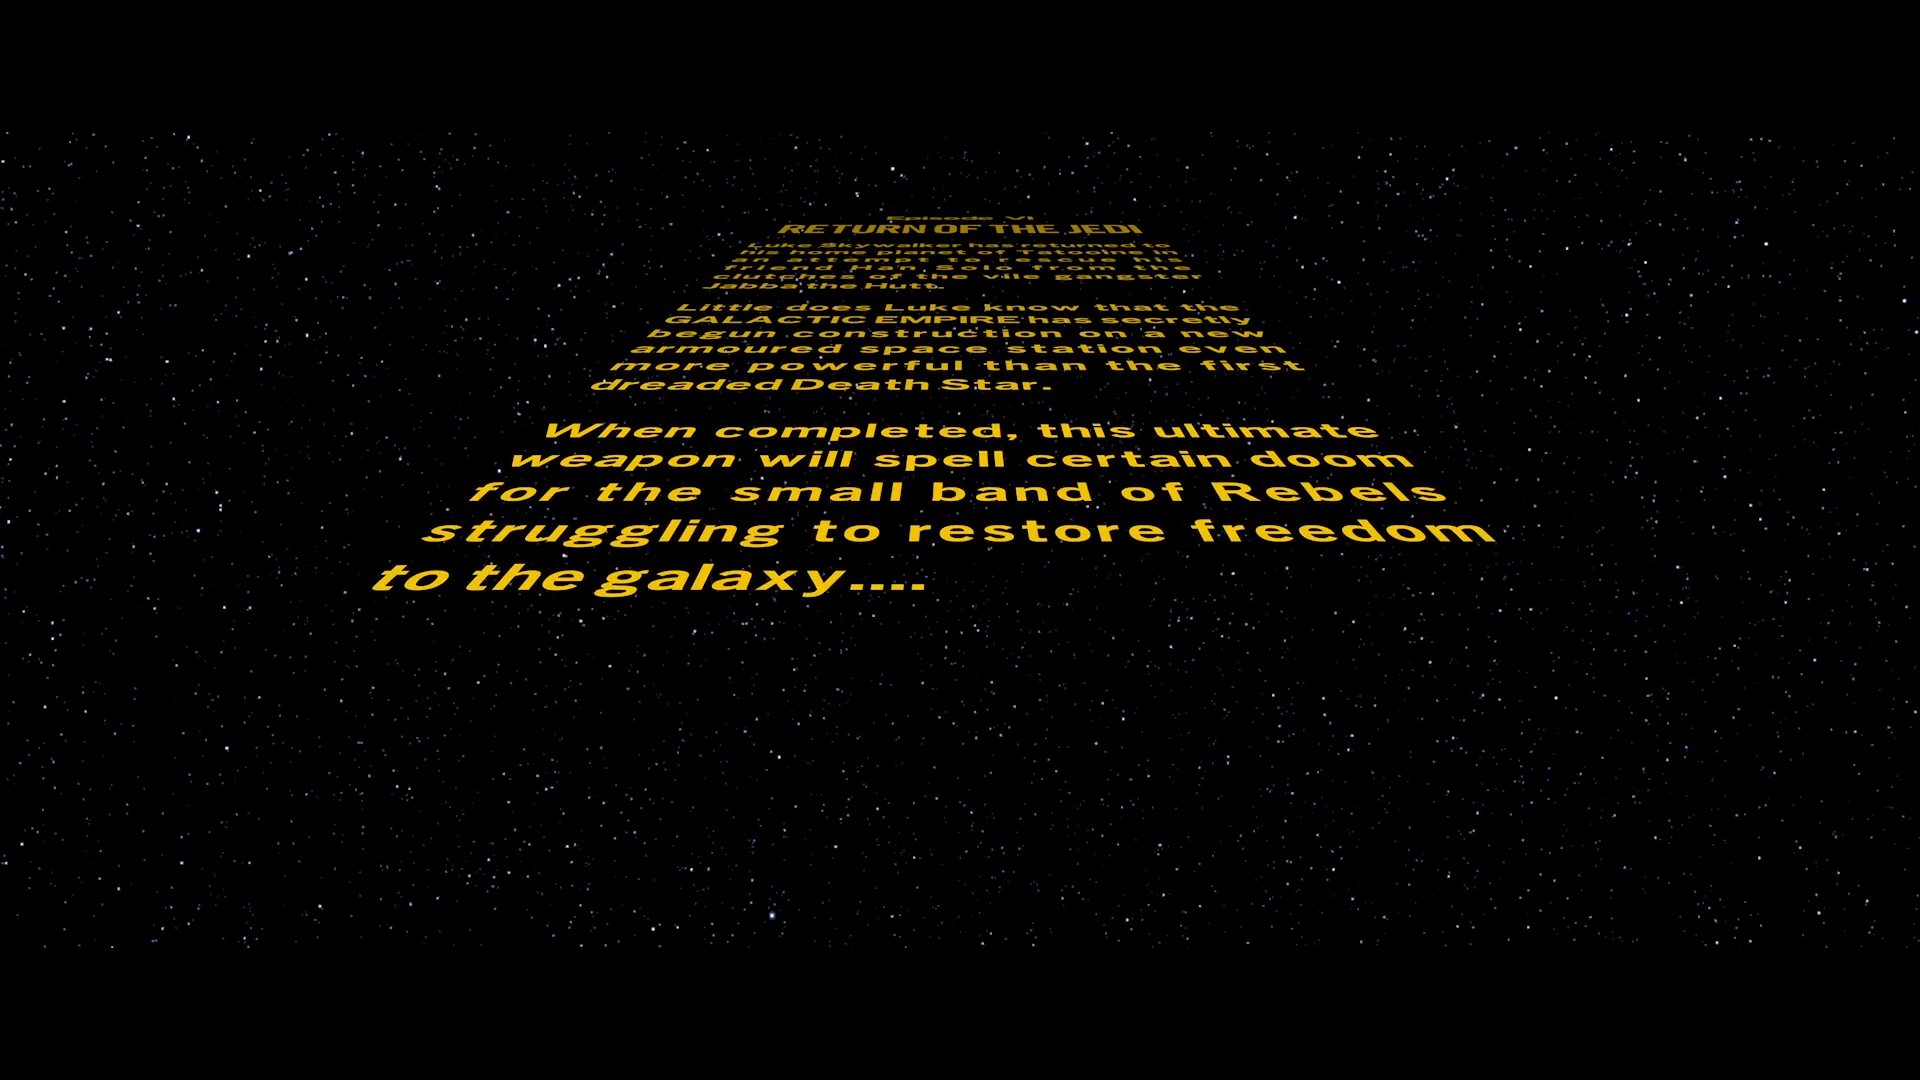 Episode VI
RETURN OF THE JEDI
Luke Skywalker has returned to
his home planet of Tatooine in
an attempt to rescue his
friend Han Solo from the
clutches of the vile gangster
Jabba the Hutt.
Little does Luke know that the
GALACTIC EMPIRE has secretly
begun construction on a new
armoured space station even
more powerful than the first
dreaded Death Star.
When completed, this ultimate
weapon will spell certain doom
for the small band of Rebels
struggling to restore freedom
to the galaxy....